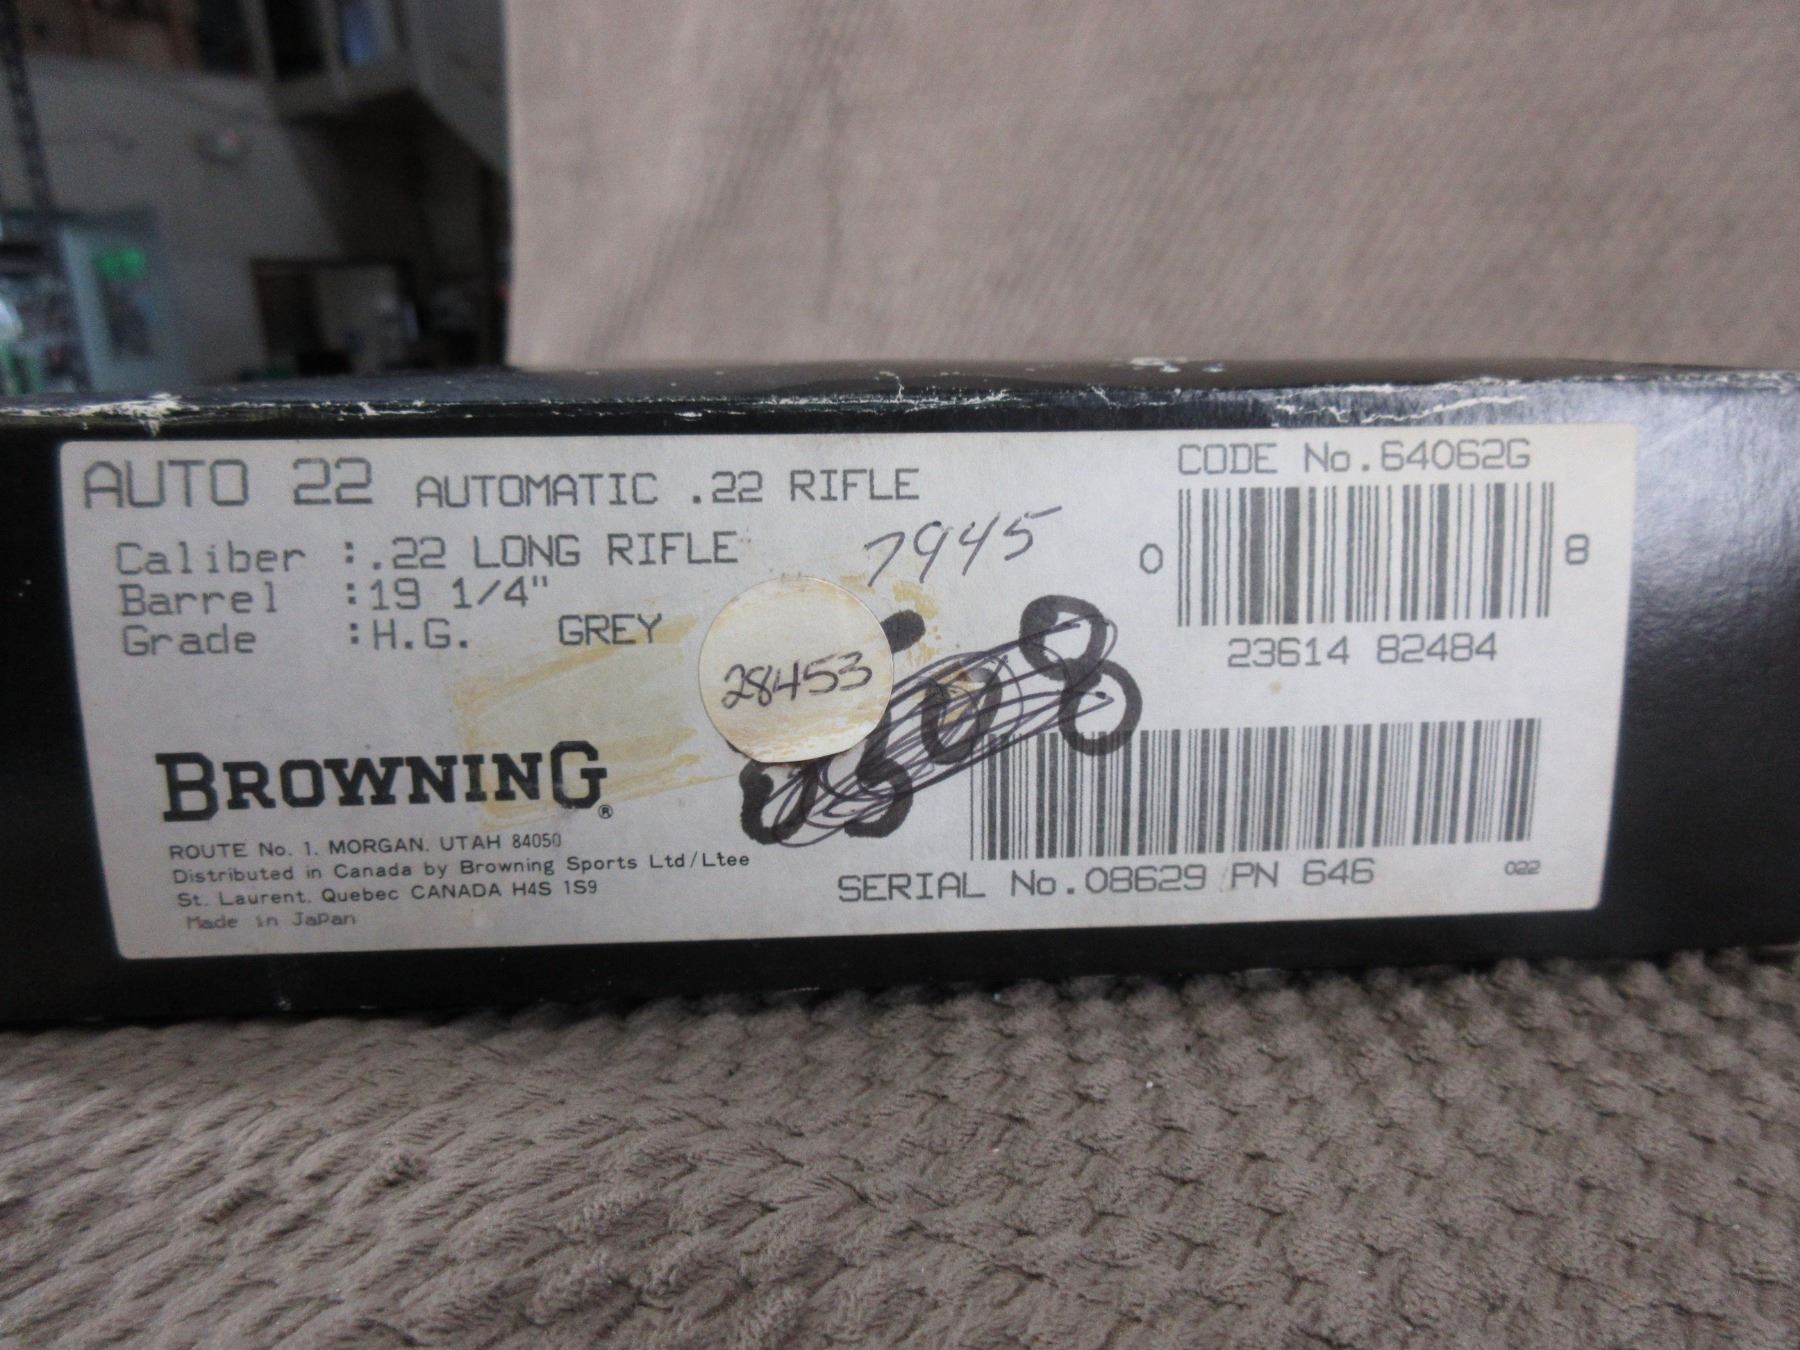 AUTO 22 AUTOMATIC .22 RIFLE
CODE No.64062G
Caliber :.22 LONG RIFLE
7945
Barrel :19 1/4"
Grade :H.G. GREY
0 8
23614 82484
28453
BROWNING®
ROUTE No. 1. MORGAN. UTAH 84050
Distributed in Canada by Browning Sports Ltd/Ltee
St. Laurent. Quebec CANADA H4S 1S9
Made in Japan
SERIAL No.08629 PN 646
022